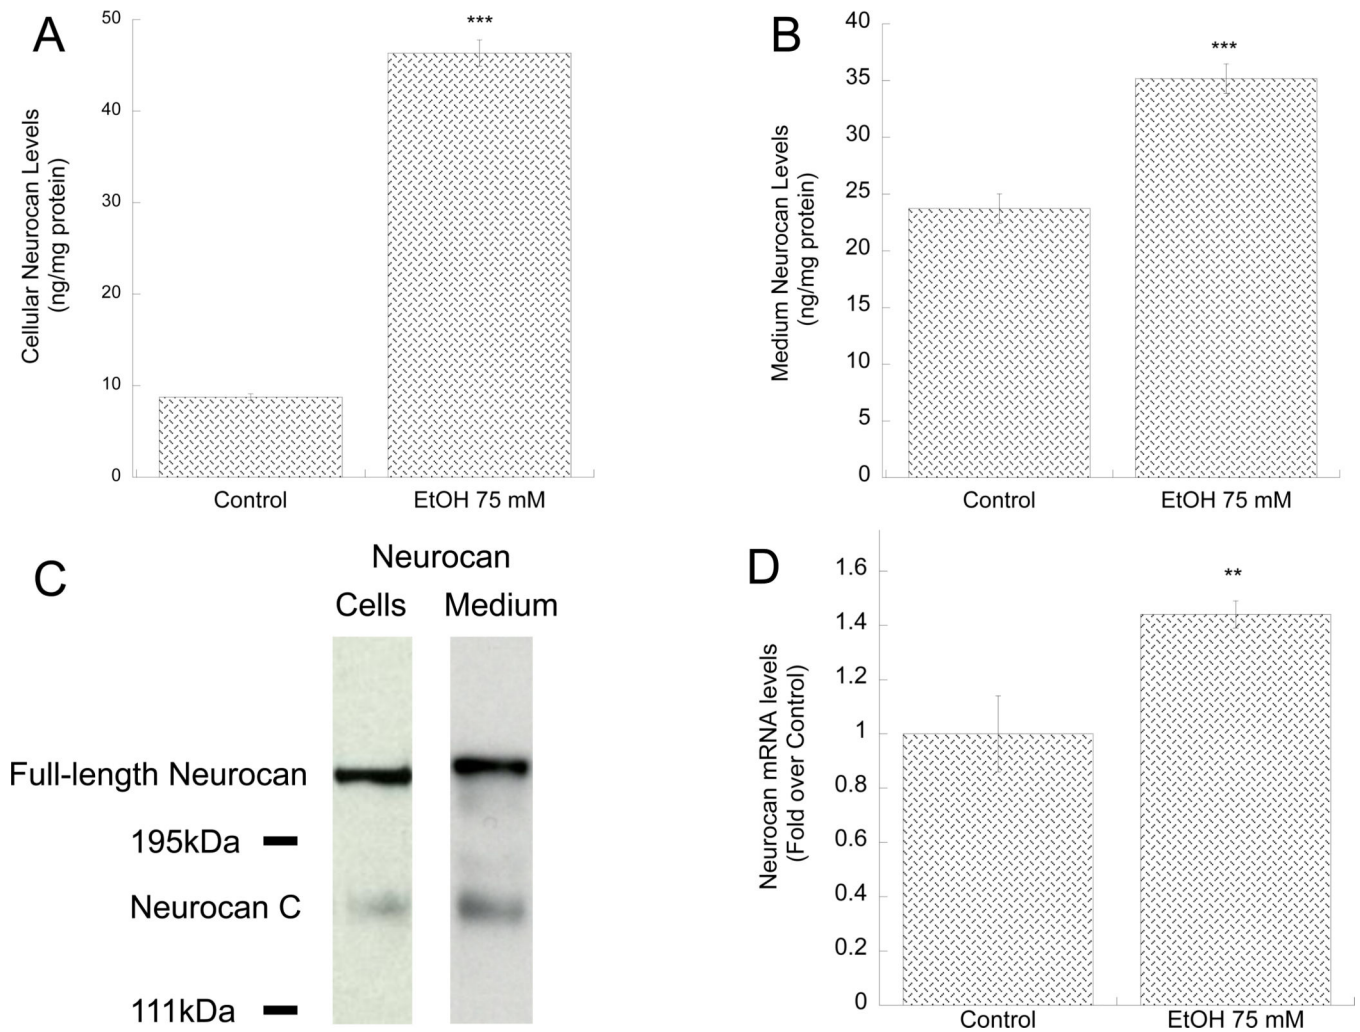 A
50
40
30
20
10
0
Cellular Neurocan Levels
(ng/mg protein)
***
Control
EtOH 75 mM
B
40
35
30
25
20
15
10
5
0
Medium Neurocan Levels
(ng/mg protein)
***
Control
EtOH 75 mM
C
Neurocan
Cells
Medium
Full-length Neurocan
195kDa
Neurocan C
111kDa
D
1.6
1.4
1.2
1
0.8
0.6
0.4
0.2
0
Neurocan mRNA levels
(Fold over Control)
**
Control
EtOH 75 mM